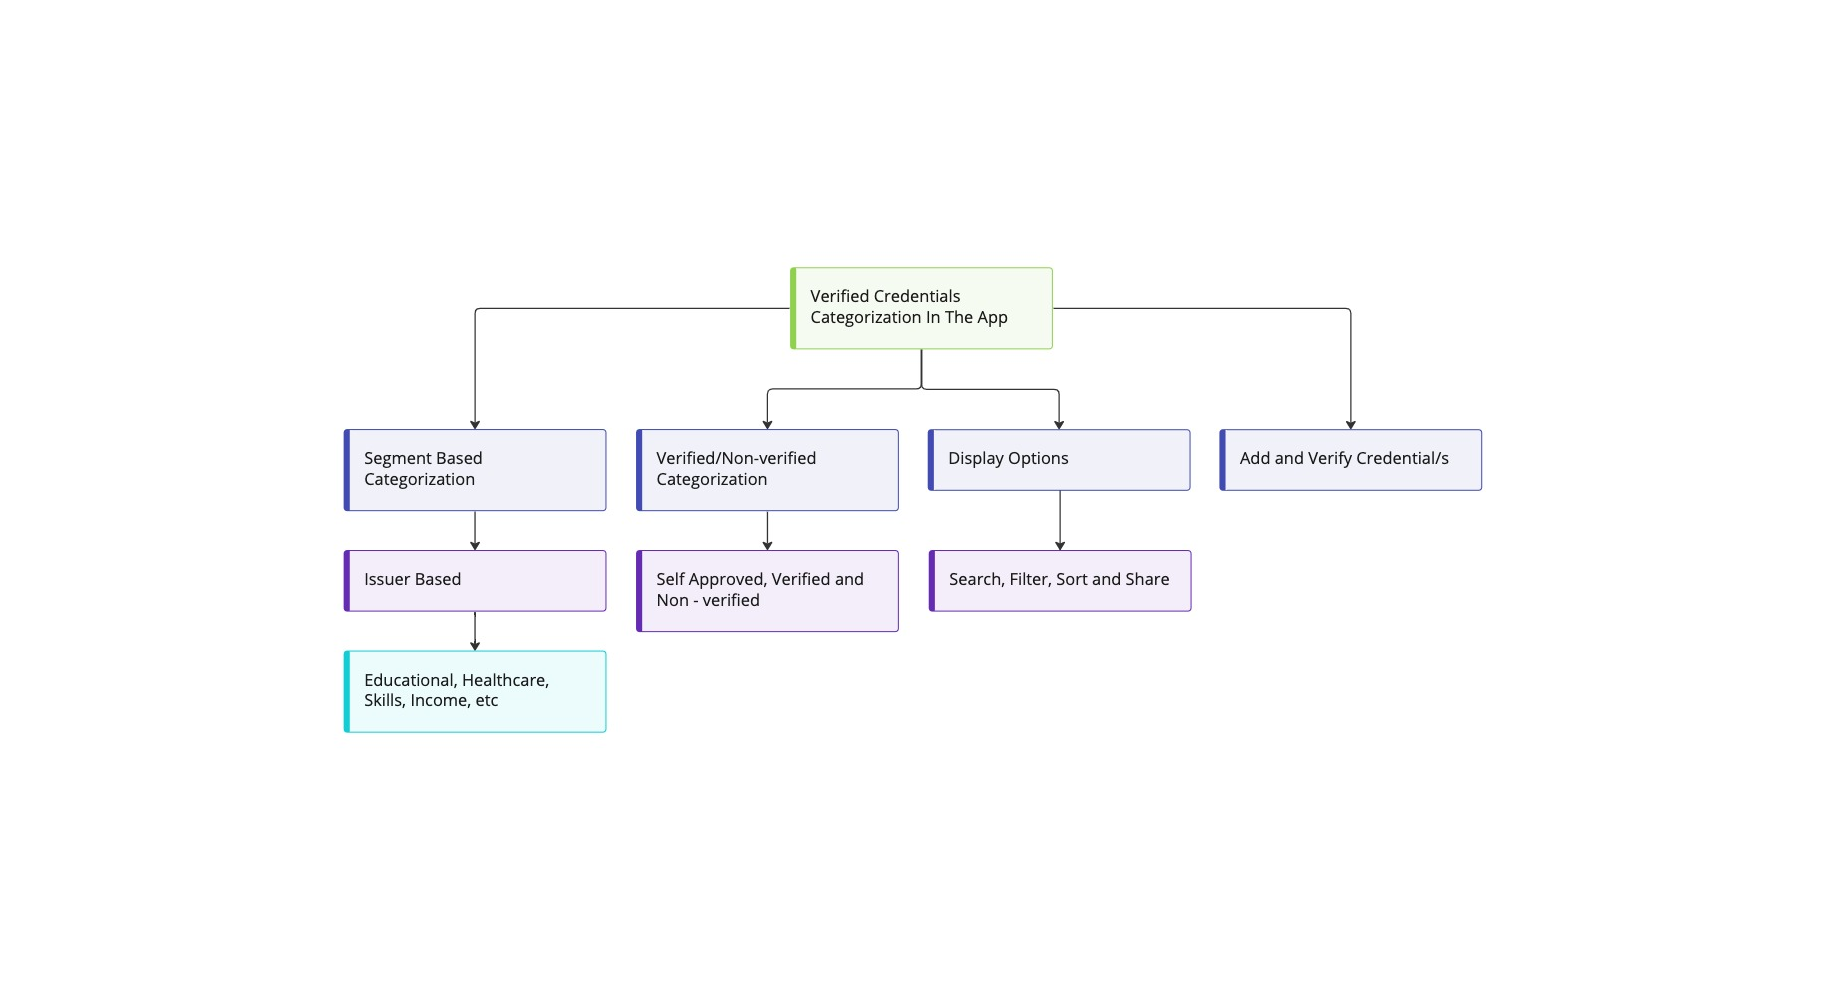 Verified Credentials
Categorization In The App
Segment Based
Categorization
Verified/Non-verified
Categorization
Display Options
Add and Verify Credential/s
Issuer Based
Self Approved, Verified and
Non - verified
Search, Filter, Sort and Share
Educational, Healthcare,
Skills, Income, etc